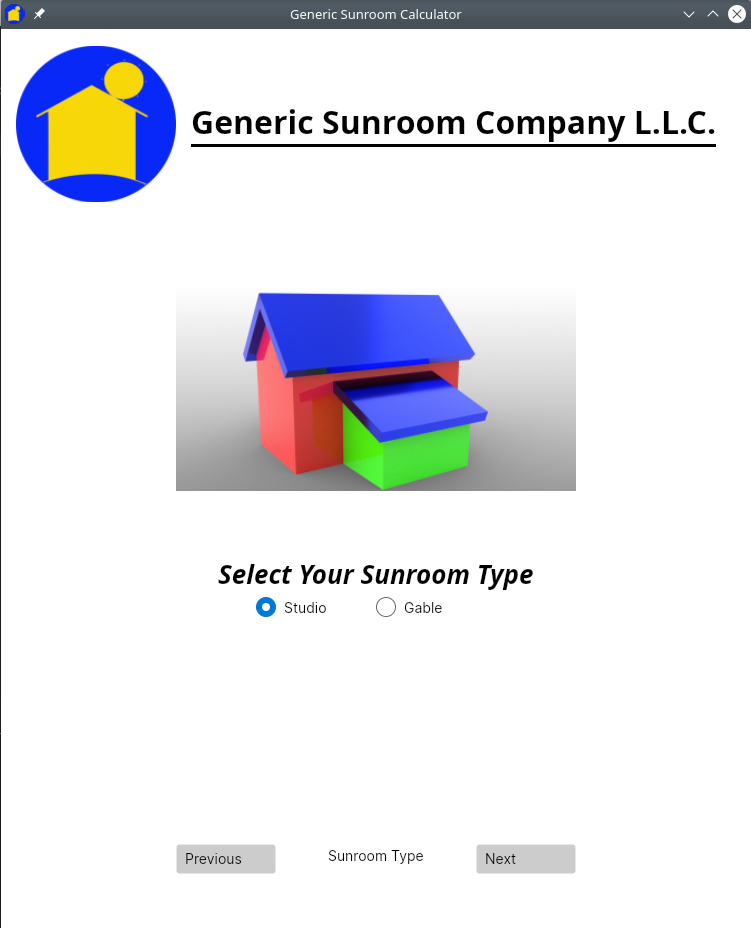 Generic Sunroom Calculator
Generic Sunroom Company L.L.C.
Select Your Sunroom Type
Studio Gable
Previous Sunroom Type Next